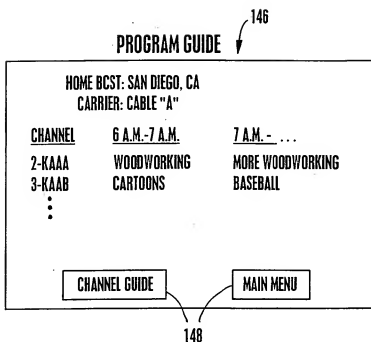 146
PROGRAM GUIDE
HOME BCST: SAN DIEGO, CA
CARRIER: CABLE "A"
CHANNEL 6 A.M.-7 A.M. 7 A.M. - ...
2-KAAA WOODWORKING MORE WOODWORKING
3-KAAB CARTOONS BASEBALL
CHANNEL GUIDE MAIN MENU
148